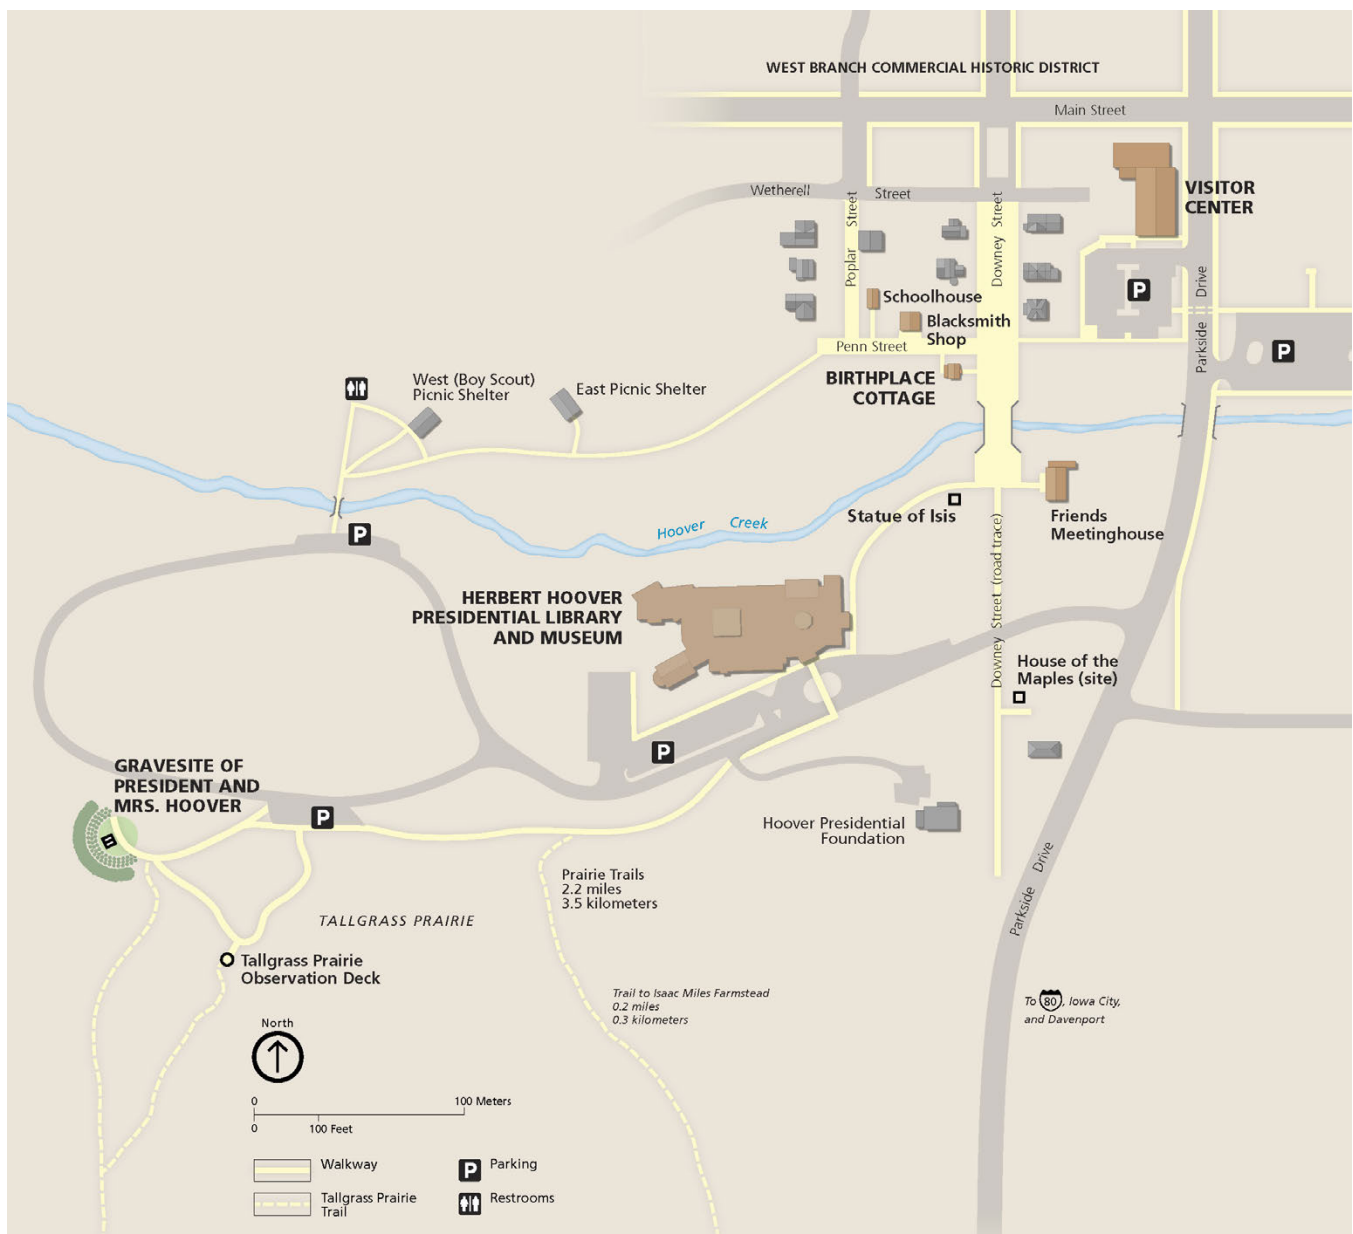 WEST BRANCH COMMERCIAL HISTORIC DISTRICT
Main Street
Wetherell
Street
VISITOR
CENTER
Poplar Street
Downey Street
Parkside Drive
P
P
Schoolhouse
Blacksmith
Shop
Penn Street
BIRTHPLACE
COTTAGE
West (Boy Scout)
Picnic Shelter
East Picnic Shelter
Hoover Creek
Statue of Isis
Friends
Meetinghouse
P
HERBERT HOOVER
PRESIDENTIAL LIBRARY
AND MUSEUM
Downey Street (road trace)
House of the
Maples (site)
P
GRAVESITE OF
PRESIDENT AND
MRS. HOOVER
P
Hoover Presidential
Foundation
Prairie Trails
2.2 miles
3.5 kilometers
Parkside Drive
TALLGRASS PRAIRIE
Tallgrass Prairie
Observation Deck
Trail to Isaac Miles Farmstead
0.2 miles
0.3 kilometers
To 80, Iowa City,
and Davenport
North
0 100 Meters
0 100 Feet
Walkway
P Parking
Tallgrass Prairie
Trail
Restrooms